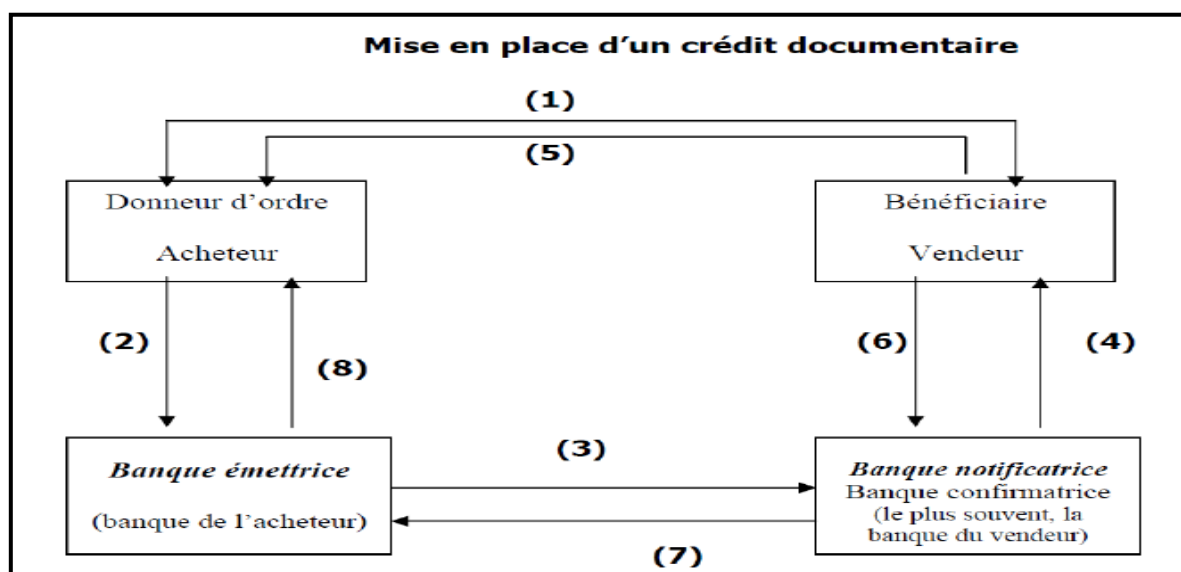 Mise en place d'un crédit documentaire
(1)
(5)
Donneur d'ordre
Acheteur
Bénéficiaire
Vendeur
(2)
(8)
(6)
(4)
(3)
Banque émettrice
(banque de l'acheteur)
Banque notificatrice
Banque confirmatrice
(le plus souvent, la
banque du vendeur)
(7)